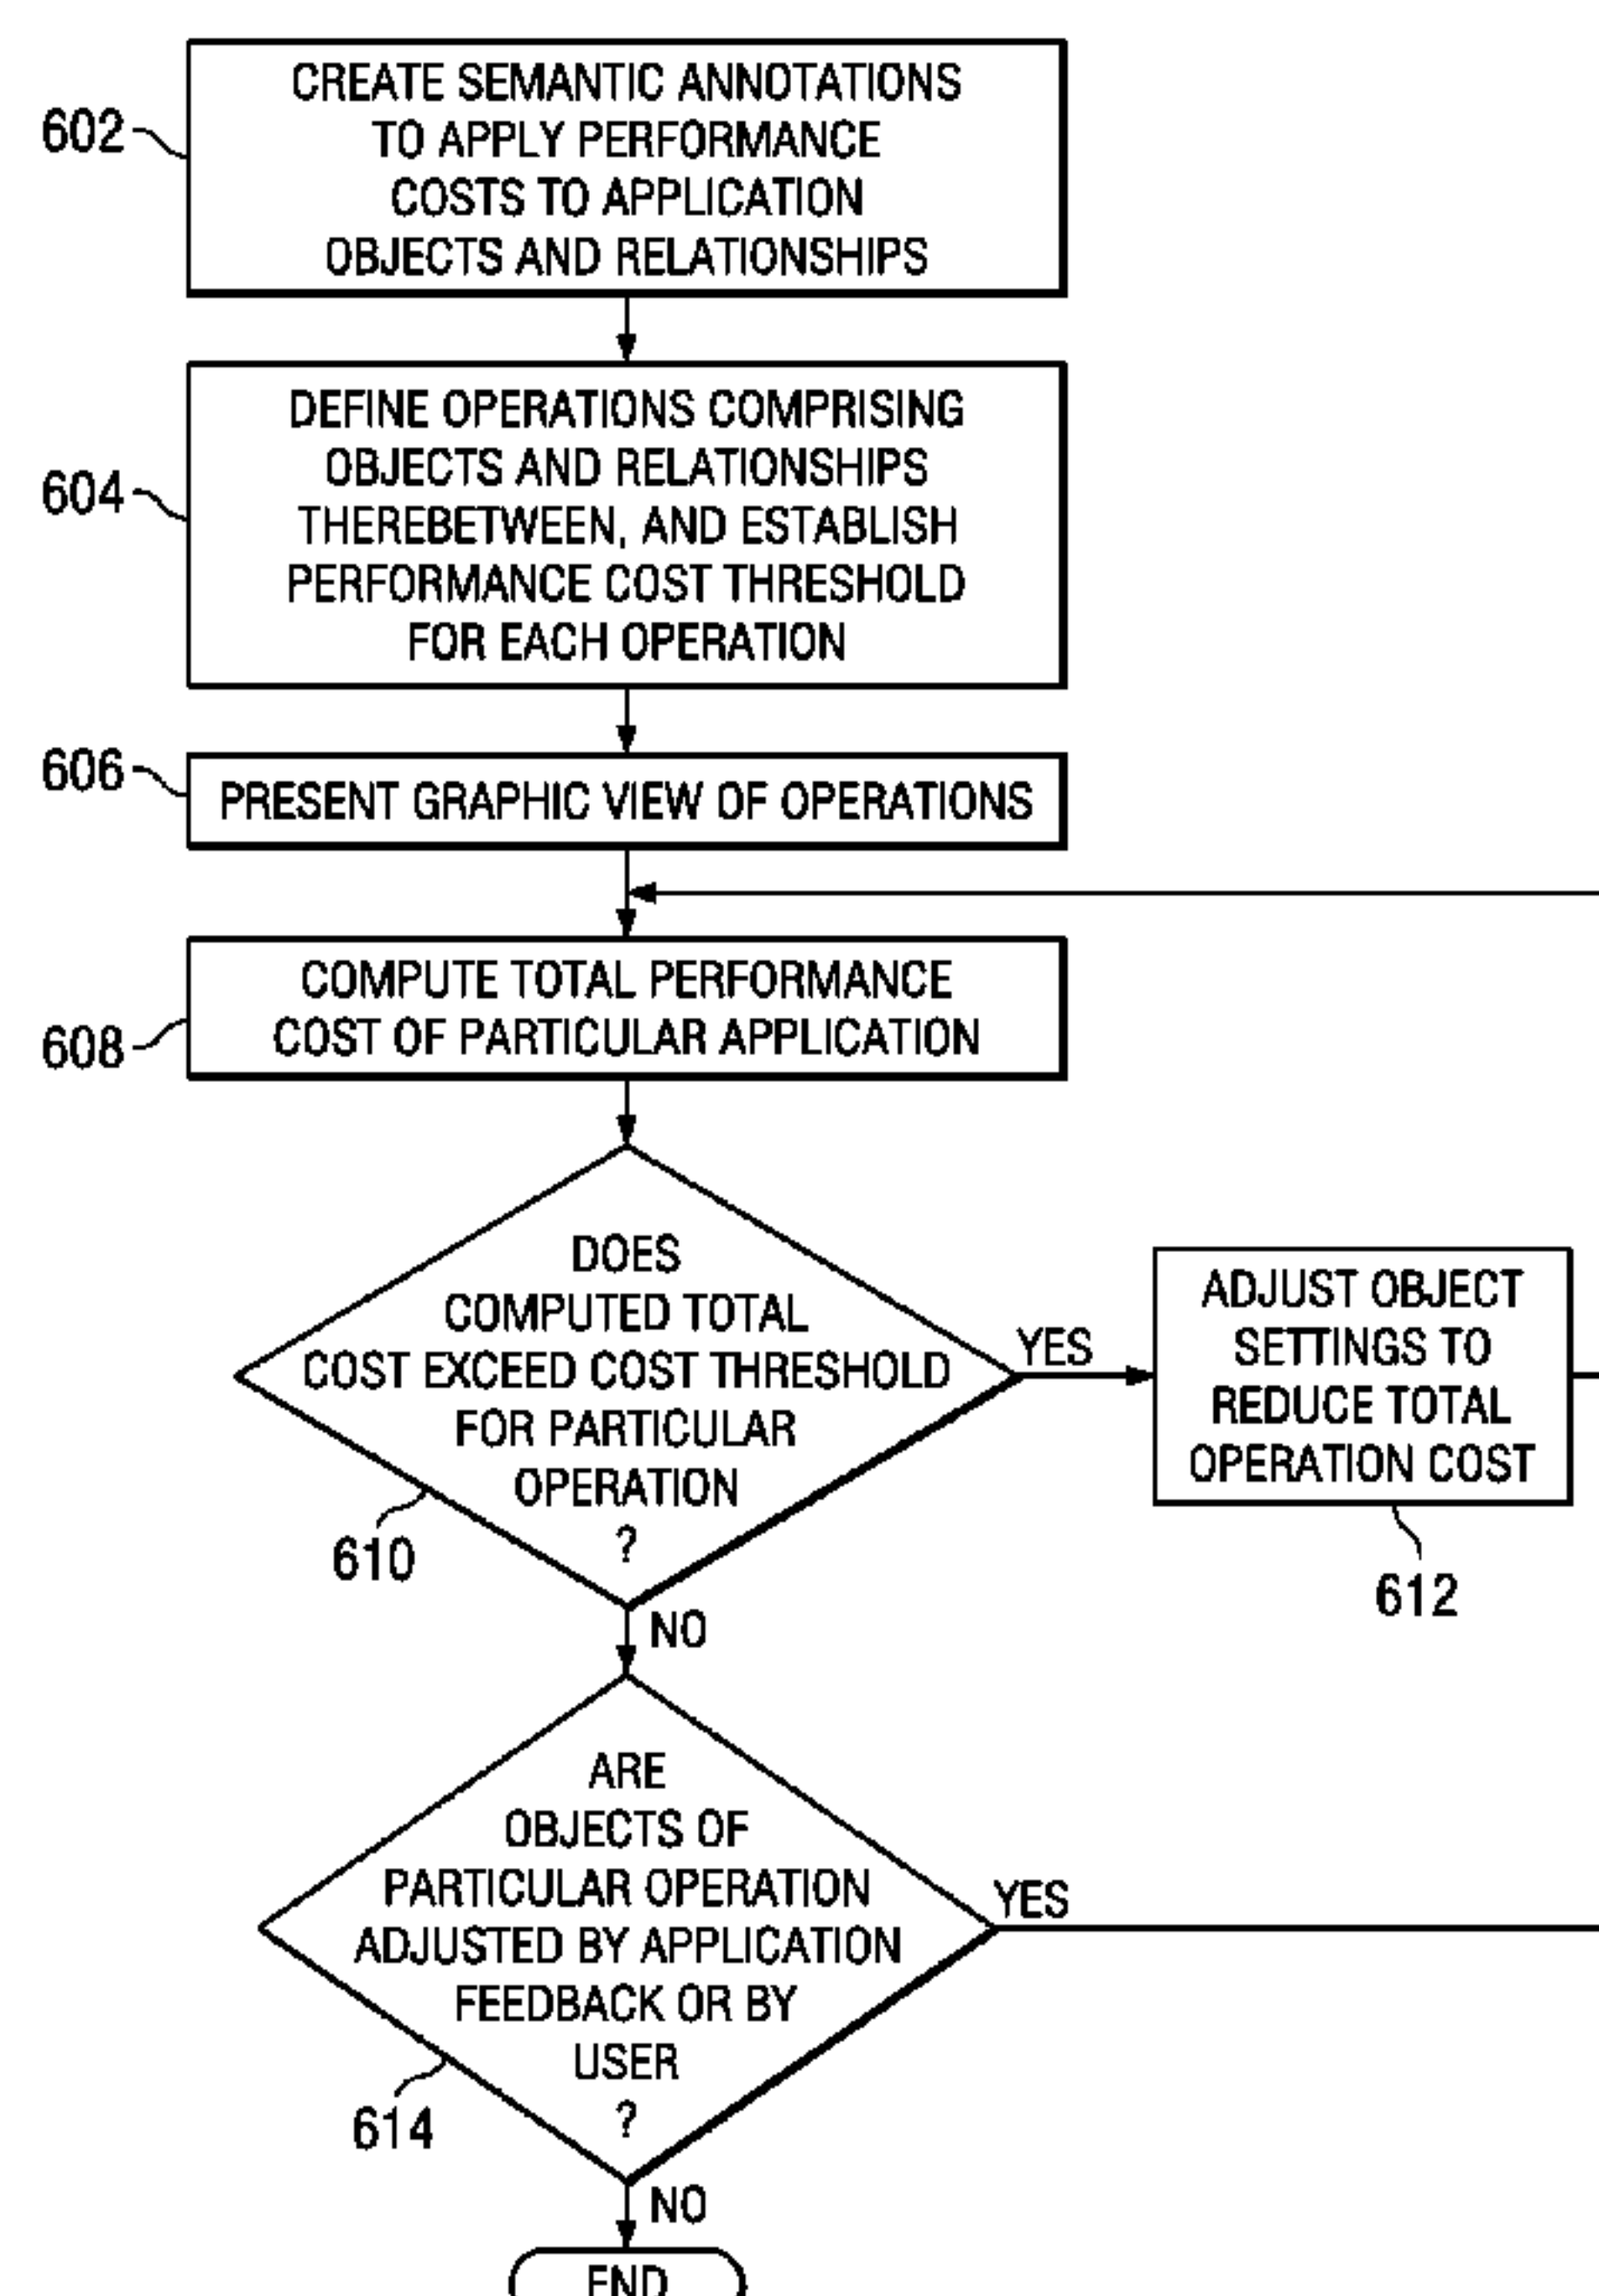 602
CREATE SEMANTIC ANNOTATIONS
TO APPLY PERFORMANCE
COSTS TO APPLICATION
OBJECTS AND RELATIONSHIPS
604
DEFINE OPERATIONS COMPRISING
OBJECTS AND RELATIONSHIPS
THEREBETWEEN, AND ESTABLISH
PERFORMANCE COST THRESHOLD
FOR EACH OPERATION
606
PRESENT GRAPHIC VIEW OF OPERATIONS
608
COMPUTE TOTAL PERFORMANCE
COST OF PARTICULAR APPLICATION
DOES
COMPUTED TOTAL
COST EXCEED COST THRESHOLD
FOR PARTICULAR
OPERATION
?
610
YES
ADJUST OBJECT
SETTINGS TO
REDUCE TOTAL
OPERATION COST
612
NO
ARE
OBJECTS OF
PARTICULAR OPERATION
ADJUSTED BY APPLICATION
FEEDBACK OR BY
USER
?
614
YES
NO
END